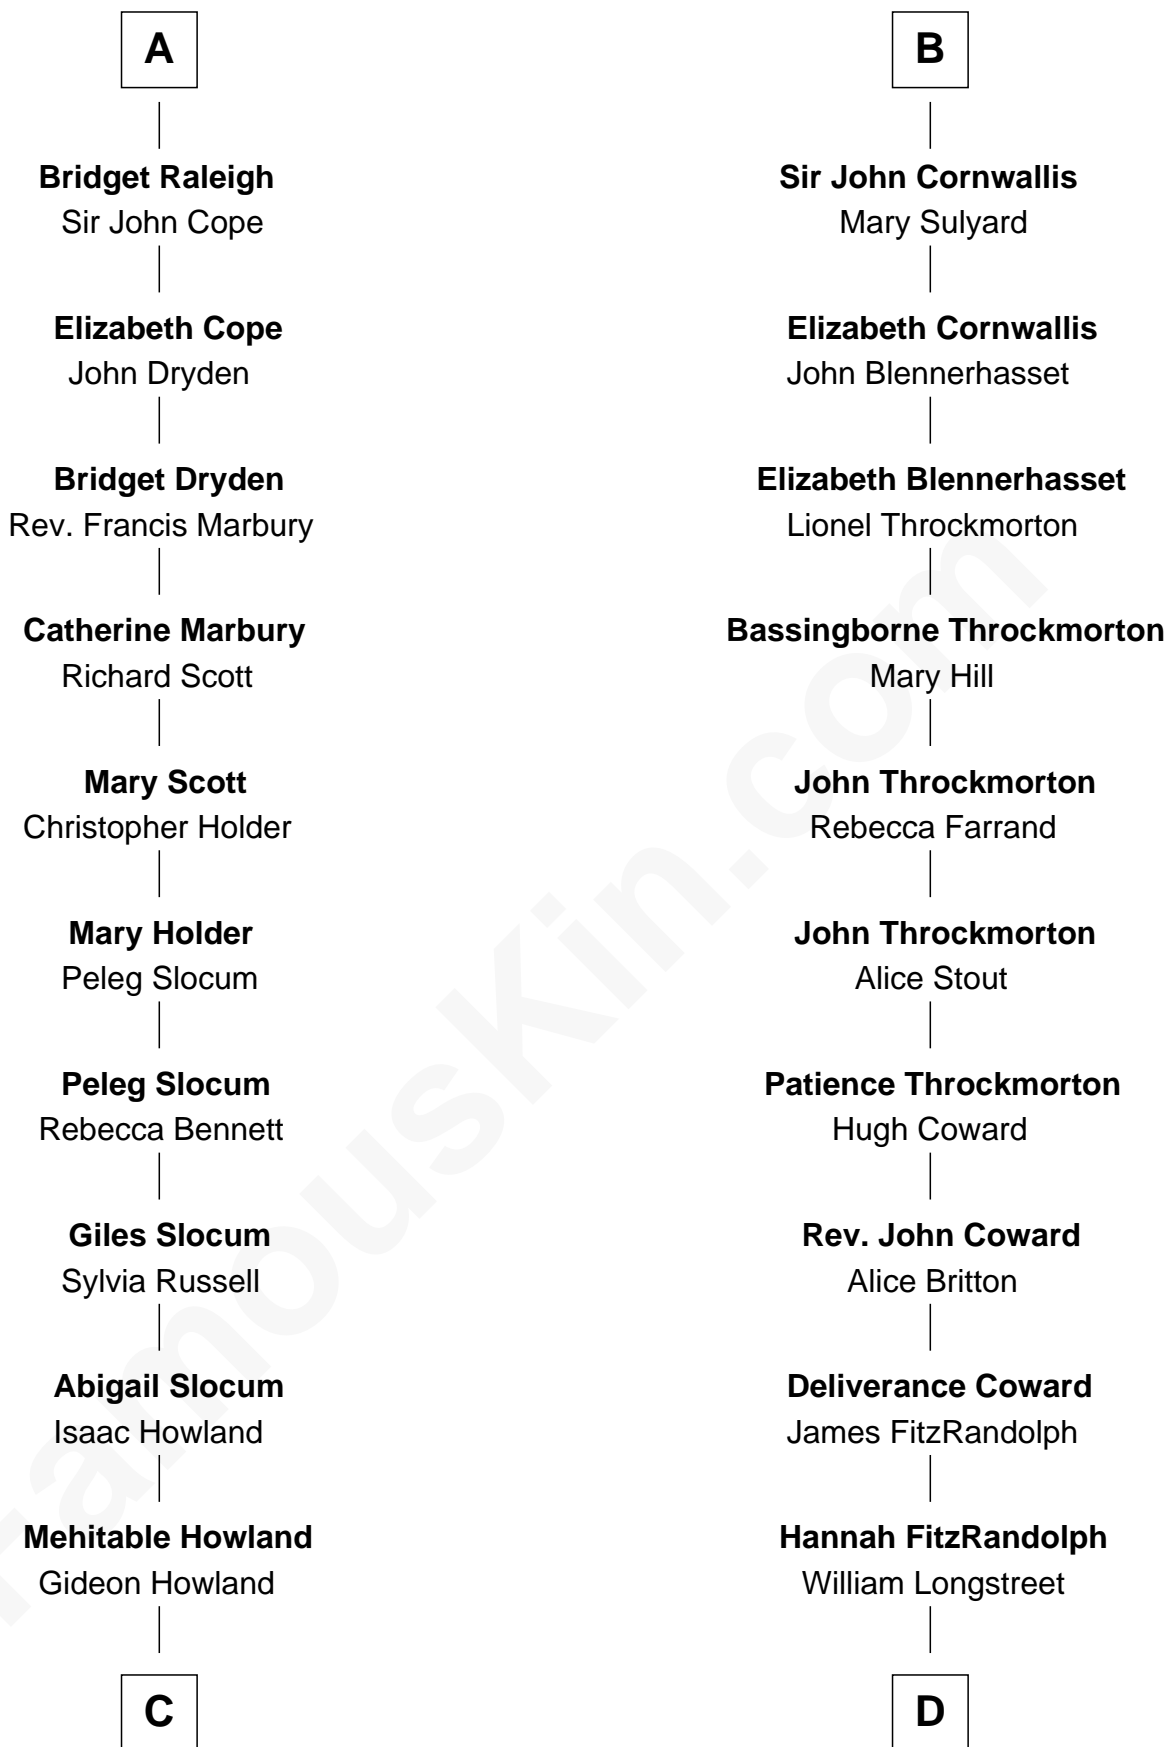 A
Bridget Raleigh
Sir John Cope
Elizabeth Cope
John Dryden
Bridget Dryden
Rev. Francis Marbury
Catherine Marbury
Richard Scott
Mary Scott
Christopher Holder
Mary Holder
Peleg Slocum
Peleg Slocum
Rebecca Bennett
Giles Slocum
Sylvia Russell
Abigail Slocum
Isaac Howland
Mehitable Howland
Gideon Howland
C
B
Sir John Cornwallis
Mary Sulyard
Elizabeth Cornwallis
John Blennerhasset
Elizabeth Blennerhasset
Lionel Throckmorton
Bassingborne Throckmorton
Mary Hill
John Throckmorton
Rebecca Farrand
John Throckmorton
Alice Stout
Patience Throckmorton
Hugh Coward
Rev. John Coward
Alice Britton
Deliverance Coward
James FitzRandolph
Hannah FitzRandolph
William Longstreet
D
FamousKin.com